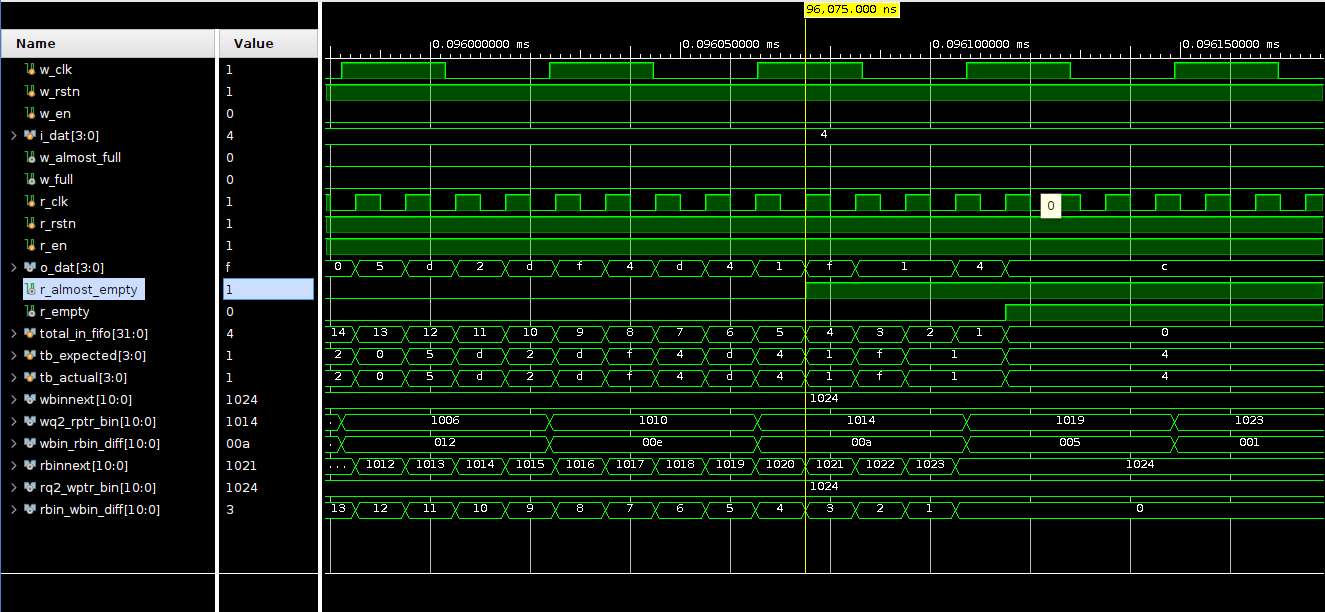 96,075.000 ns
Name Value 0.096000000 ms 0.096050000 ms 0.096100000 ms 0.096150000 ms
w_clk 1
w_rstn 1
w_en 0
i_dat[3:0] 4 4
w_almost_full 0
w_full 0
r_clk 1 0
r_rstn 1
r_en 1
o_dat[3:0] f 0 5 d 2 d f 4 d 4 1 f 1 4 c
r_almost_empty 1
r_empty 0
total_in_fifo[31:0] 4 14 13 12 11 10 9 8 7 6 5 4 3 2 1 0
tb_expected[3:0] 1 2 0 5 d 2 d f 4 d 4 1 f 1 4
tb_actual[3:0] 1 2 0 5 d 2 d f 4 d 4 1 f 1 4
wbinnext[10:0] 1024 1024
wq2_rptr_bin[10:0] 1014 . 1006 1010 1014 1019 1023
wbin_rbin_diff[10:0] 00a . 012 00e 00a 005 001
rbinnext[10:0] 1021 ... 1012 1013 1014 1015 1016 1017 1018 1019 1020 1021 1022 1023 1024
rq2_wptr_bin[10:0] 1024 1024
rbin_wbin_diff[10:0] 3 13 12 11 10 9 8 7 6 5 4 3 2 1 0